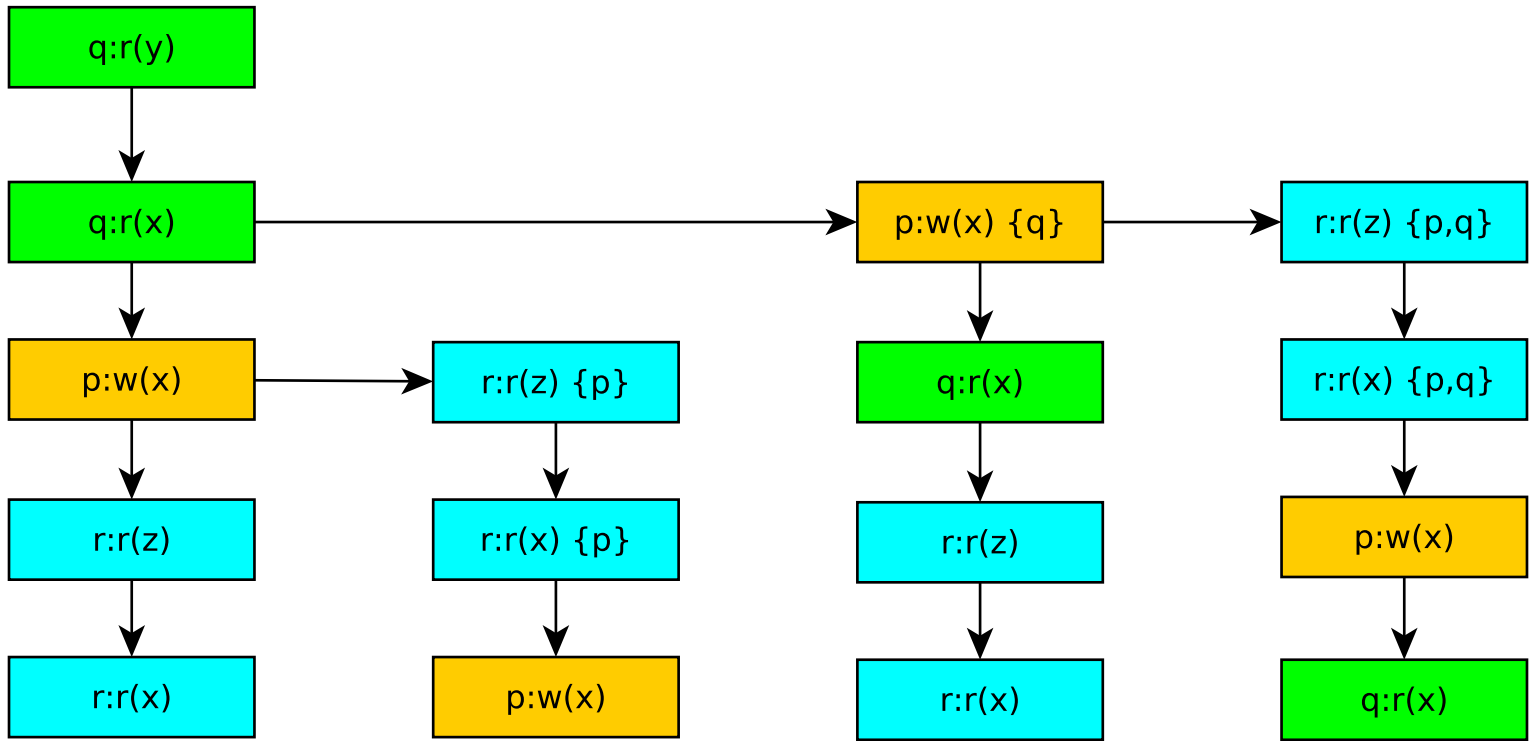 q:r(y)
q:r(x)
p:w(x) {q}
r:r(z) {p,q}
p:w(x)
r:r(z) {p}
q:r(x)
r:r(x) {p,q}
r:r(z)
r:r(x) {p}
r:r(z)
p:w(x)
r:r(x)
p:w(x)
r:r(x)
q:r(x)